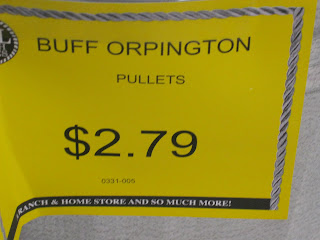 BUFF ORPINGTON
PULLETS
$2.79
0331-005
RANCH & HOME STORE AND SO MUCH MORE!